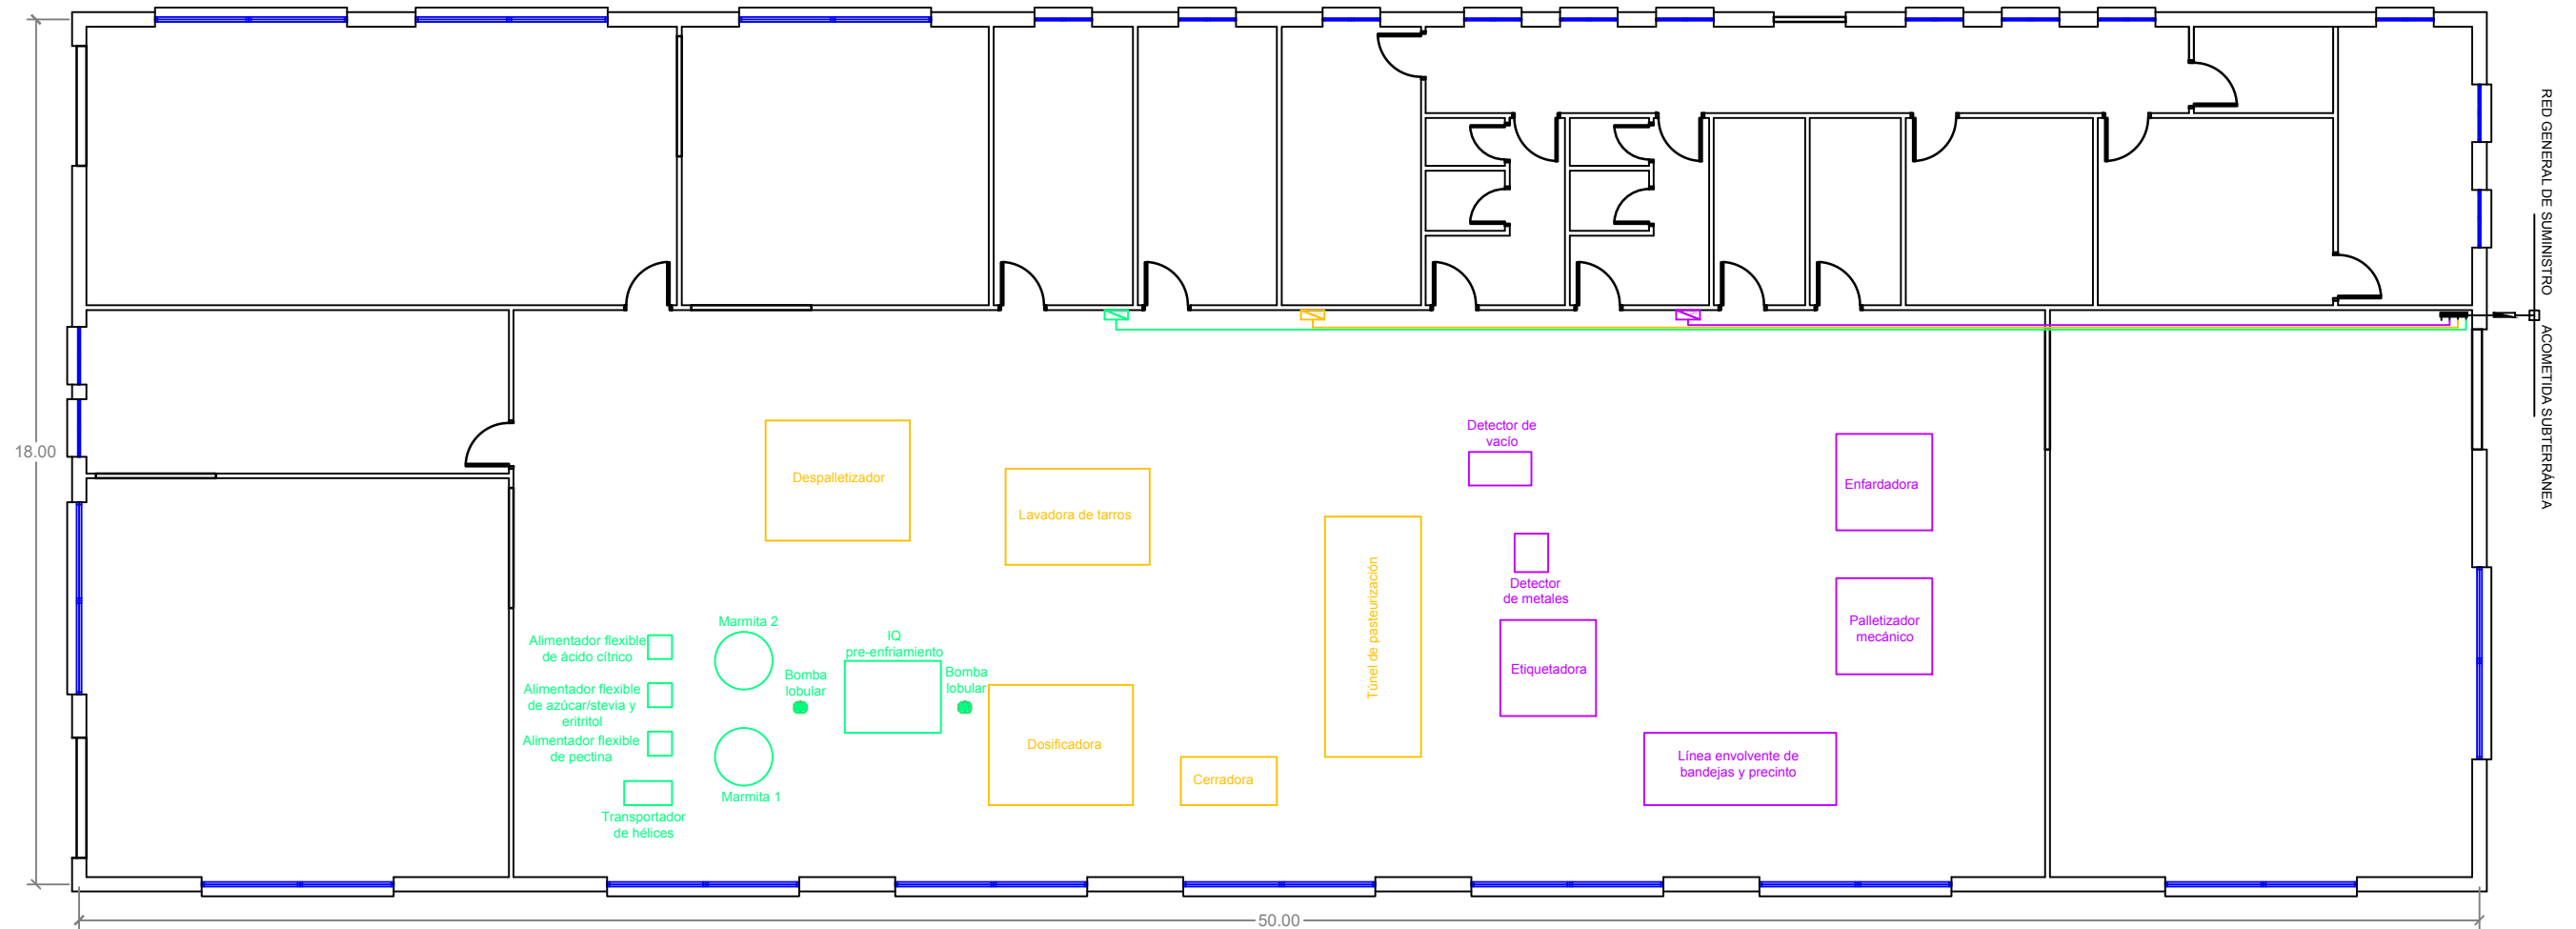 RED GENERAL DE SUMINISTRO
ACOMETIDA SUBTERRÁNEA
18.00
Detector de
vacío
Despalletizador
Lavadora de tarros
Enfardadora
Túnel de pasteurización
Detector
de metales
Palletizador
mecánico
Etiquetadora
Marmita 2
IQ
pre-enfriamiento
Alimentador flexible
de ácido cítrico
Bomba
lobular
Bomba
lobular
Alimentador flexible
de azúcar/stevia y
eritritol
Alimentador flexible
de pectina
Dosificadora
Cerradora
Línea envolvente de
bandejas y precinto
Marmita 1
Transportador
de hélices
50.00